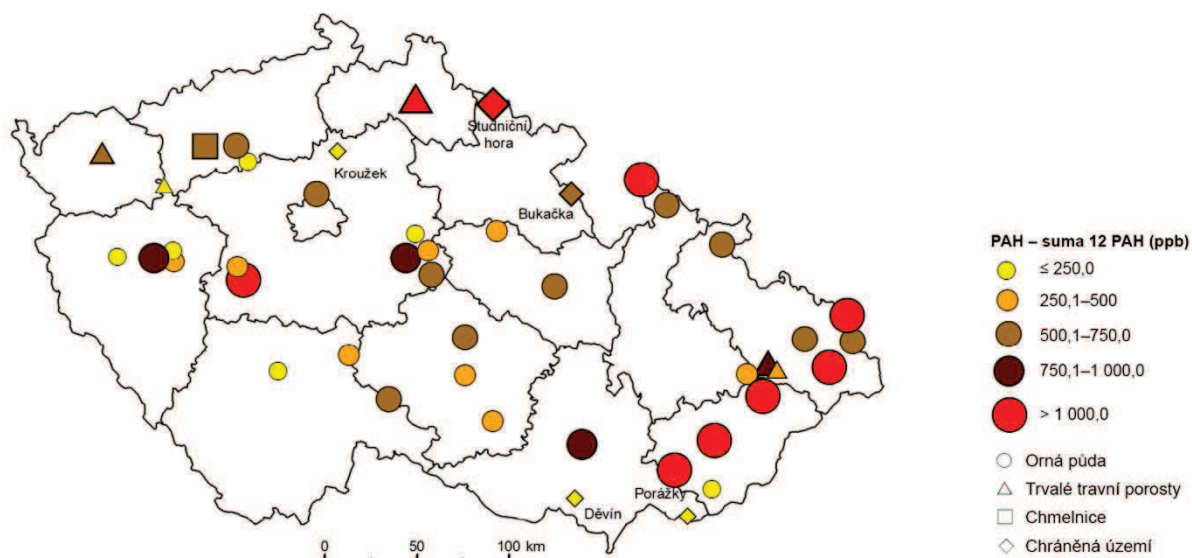 Studniční
hora
Kroužek
Bukačka
Porážky
Děvín
0 50 100 km
PAH – suma 12 PAH (ppb)
≤ 250,0
250,1–500
500,1–750,0
750,1–1 000,0
> 1 000,0
Orná půda
Trvalé travní porosty
Chmelnice
Chráněná území